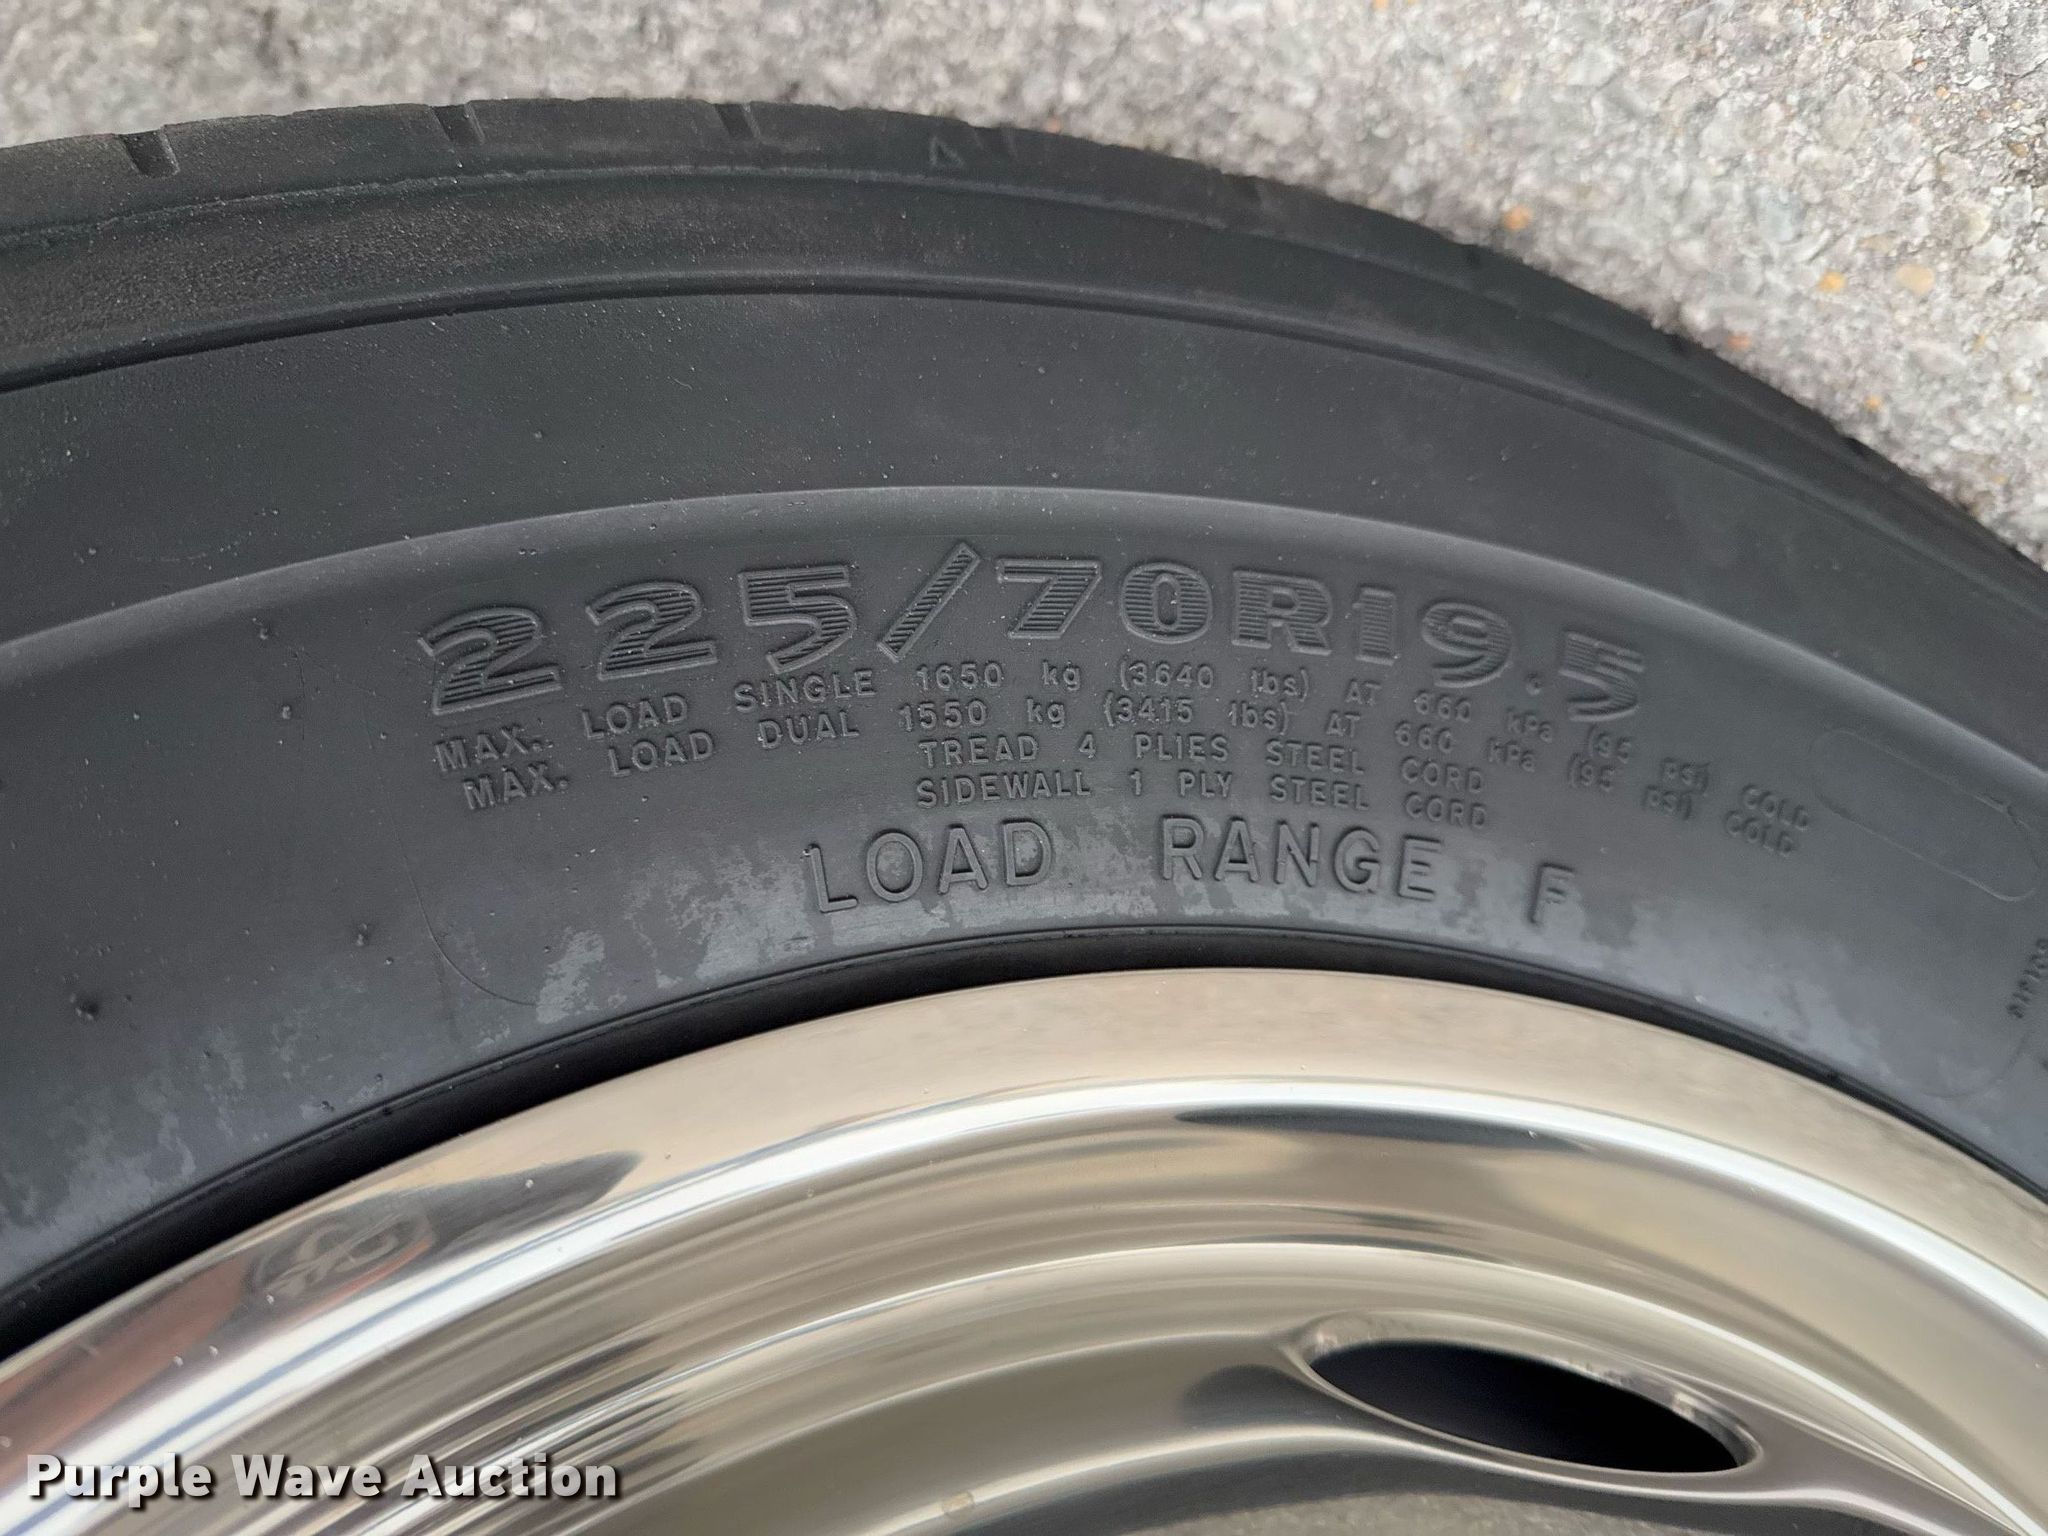 225/70R19.5
MAX. LOAD SINGLE 1650 kg (3640 lbs) AT 660 kPa (95 PSI) COLD
MAX. LOAD DUAL 1550 kg (3415 lbs) AT 660 kPa (95 PSI) COLD
TREAD 4 PLIES STEEL CORD
SIDEWALL 1 PLY STEEL CORD
LOAD RANGE F
Purple Wave Auction